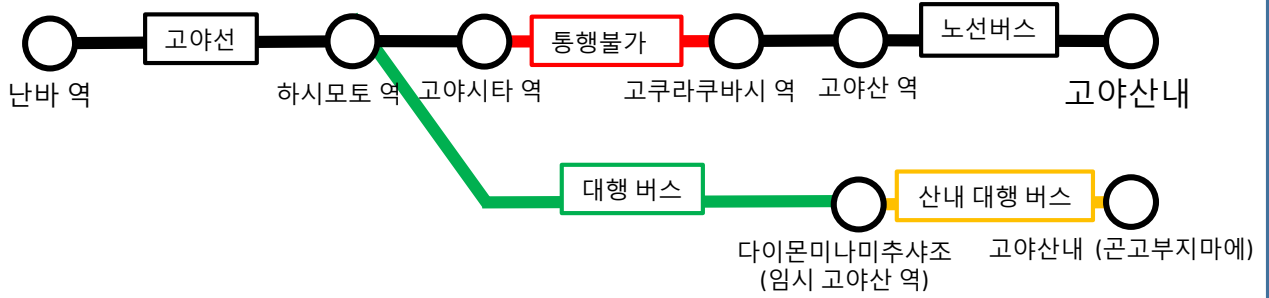 고야선
통행불가
노선버스
난바 역
하시모토 역
고야시타 역
고쿠라쿠바시 역
고야산 역
고야산내
대행 버스
산내 대행 버스
다이몬미나미추샤조
(임시 고야산 역)
고야산내 (곤고부지마에)